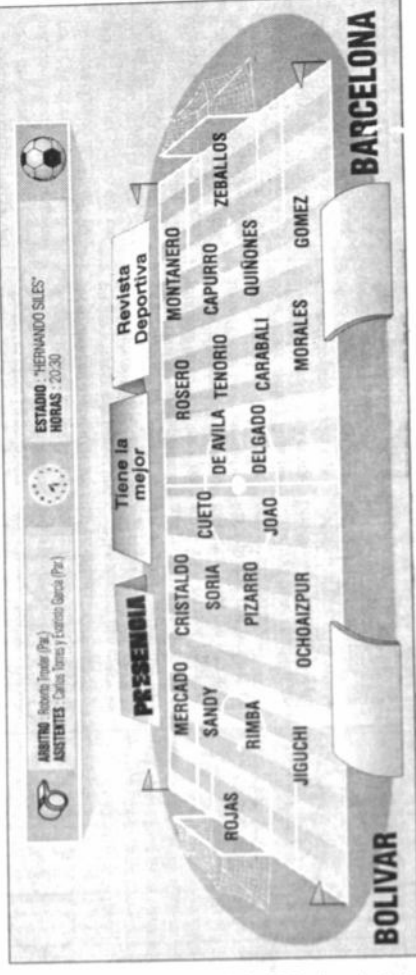 ARBITRO : Roberto Troxler (Par.)
ASISTENTES : Carlos Torres y Evaristo García (Par.)
ESTADIO : "HERNANDO SILES"
HORAS : 20:30
PRESENCIA
Tiene la
mejor
Revista
Deportiva
MERCADO CRISTALDO ROSERO MONTANERO
CUETO
SANDY SORIA DE AVILA TENORIO CAPURRO
ROJAS ZEBALLOS
RIMBA PIZARRO DELGADO CARABALI QUIÑONES
JOAO
JIGUCHI OCHOAIZPUR MORALES GOMEZ
BOLIVAR
BARCELONA